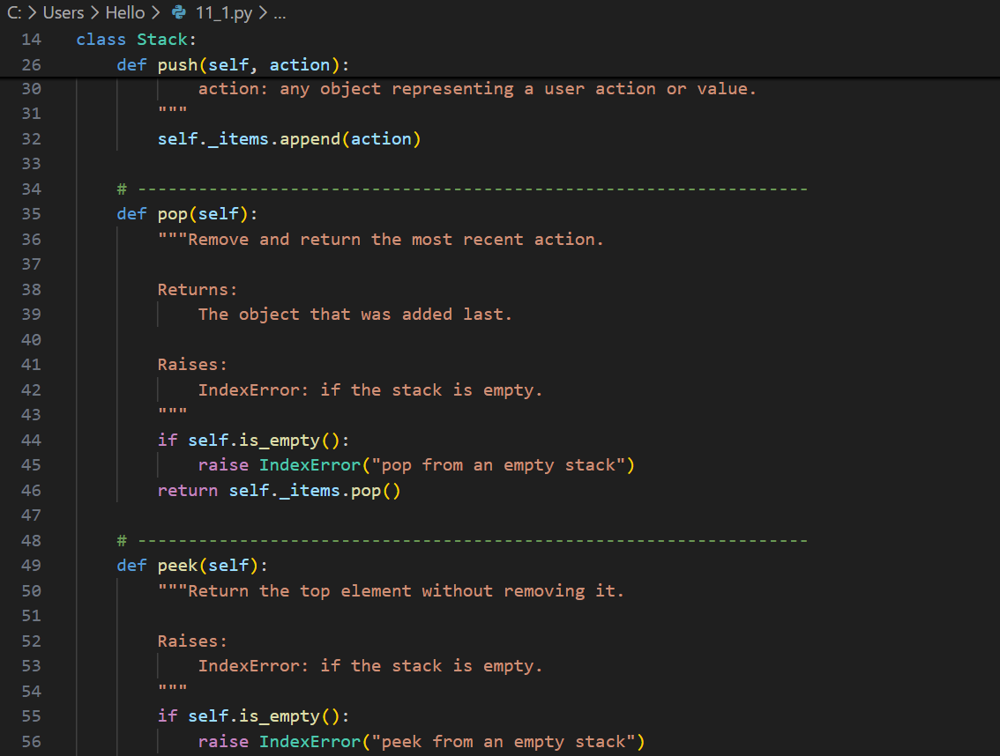 C: > Users > Hello > 11_1.py > ...
14 class Stack:
26     def push(self, action):
30             action: any object representing a user action or value.
31         """
32         self._items.append(action)
33
34     # ------------------------------------------------------------------
35     def pop(self):
36         """Remove and return the most recent action.
37
38         Returns:
39             The object that was added last.
40
41         Raises:
42             IndexError: if the stack is empty.
43         """
44         if self.is_empty():
45             raise IndexError("pop from an empty stack")
46         return self._items.pop()
47
48     # ------------------------------------------------------------------
49     def peek(self):
50         """Return the top element without removing it.
51
52         Raises:
53             IndexError: if the stack is empty.
54         """
55         if self.is_empty():
56             raise IndexError("peek from an empty stack")